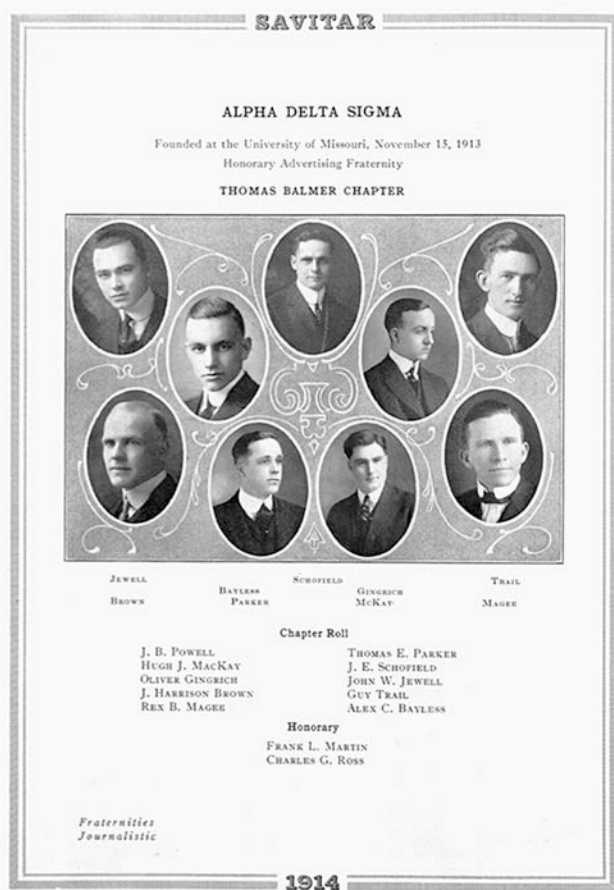 SAVITAR
ALPHA DELTA SIGMA
Founded at the University of Missouri, November 15, 1913
Honorary Advertising Fraternity
THOMAS BALMER CHAPTER
JEWELL SCHOFIELD TRAIL
BAYLESS GINGRICH
BROWN PARKER MCKAY MAGEE
Chapter Roll
J. B. POWELL
HUGH J. MACKAY
OLIVER GINGRICH
J. HARRISON BROWN
REX B. MAGEE
THOMAS E. PARKER
J. E. SCHOFIELD
JOHN W. JEWELL
GUY TRAIL
ALEX C. BAYLESS
Honorary
FRANK L. MARTIN
CHARLES G. ROSS
Fraternities
Journalistic
1914